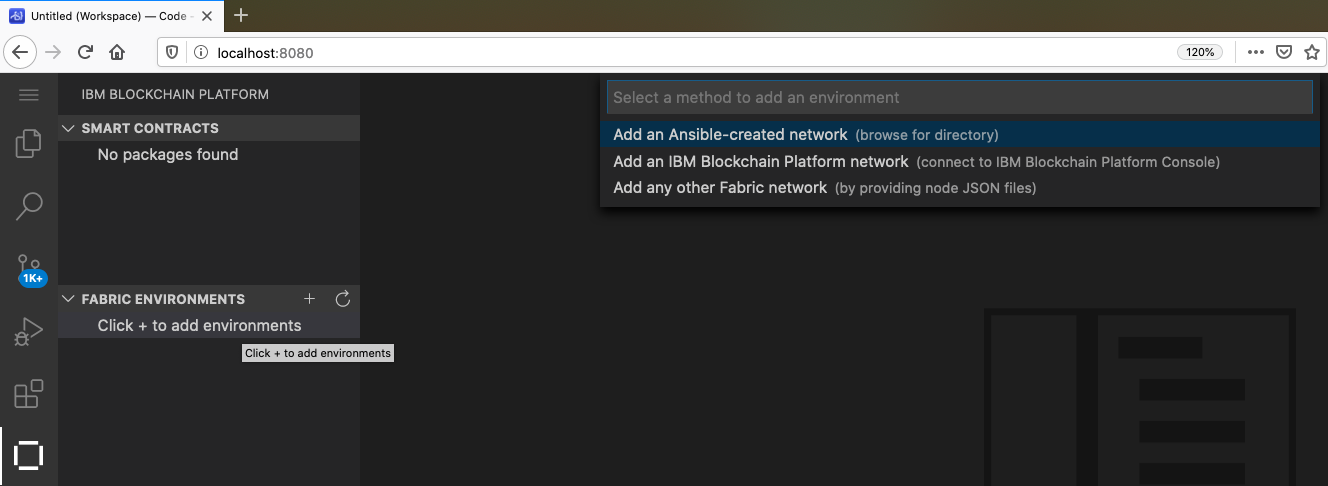 Untitled (Workspace) — Code -
localhost:8080
120%
IBM BLOCKCHAIN PLATFORM
SMART CONTRACTS
No packages found
1K+
FABRIC ENVIRONMENTS
Click + to add environments
Click + to add environments
Select a method to add an environment
Add an Ansible-created network (browse for directory)
Add an IBM Blockchain Platform network (connect to IBM Blockchain Platform Console)
Add any other Fabric network (by providing node JSON files)